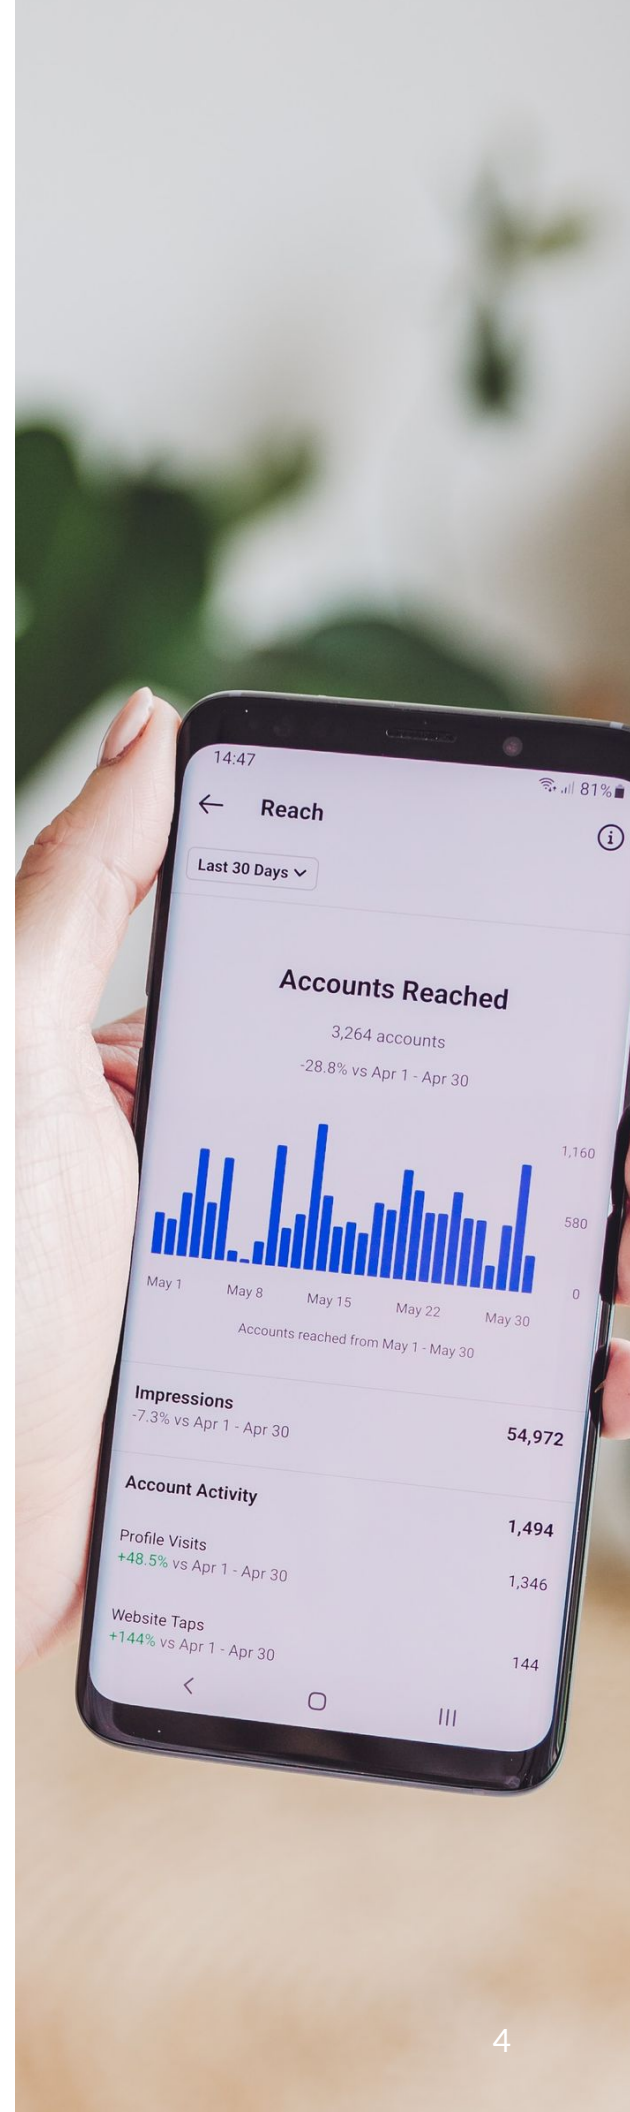 14:47
81%
Reach
Last 30 Days
Accounts Reached
3,264 accounts
-28.8% vs Apr 1 - Apr 30
1,160
580
0
May 1 May 8 May 15 May 22 May 30
Accounts reached from May 1 - May 30
Impressions
-7.3% vs Apr 1 - Apr 30
54,972
Account Activity
1,494
Profile Visits
+48.5% vs Apr 1 - Apr 30
1,346
Website Taps
+144% vs Apr 1 - Apr 30
144
4